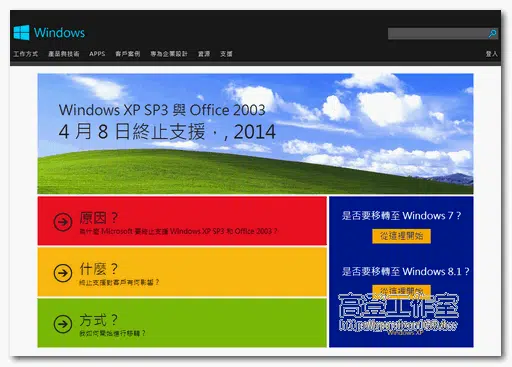 Windows
工作方式 產品與技術 APPS 客戶案例 專為企業設計 資源 支援
登入
Windows XP SP3 與 Office 2003
4 月 8 日終止支援・, 2014
原因？
為什麼 Microsoft 要終止支援 Windows XP SP3 和 Office 2003？
什麼？
終止支援對客戶有何影響？
方式？
我如何開始進行移轉？
是否要移轉至 Windows 7？
從這裡開始
是否要移轉至 Windows 8.1？
從這裡開始
高登工作室
Windows XP